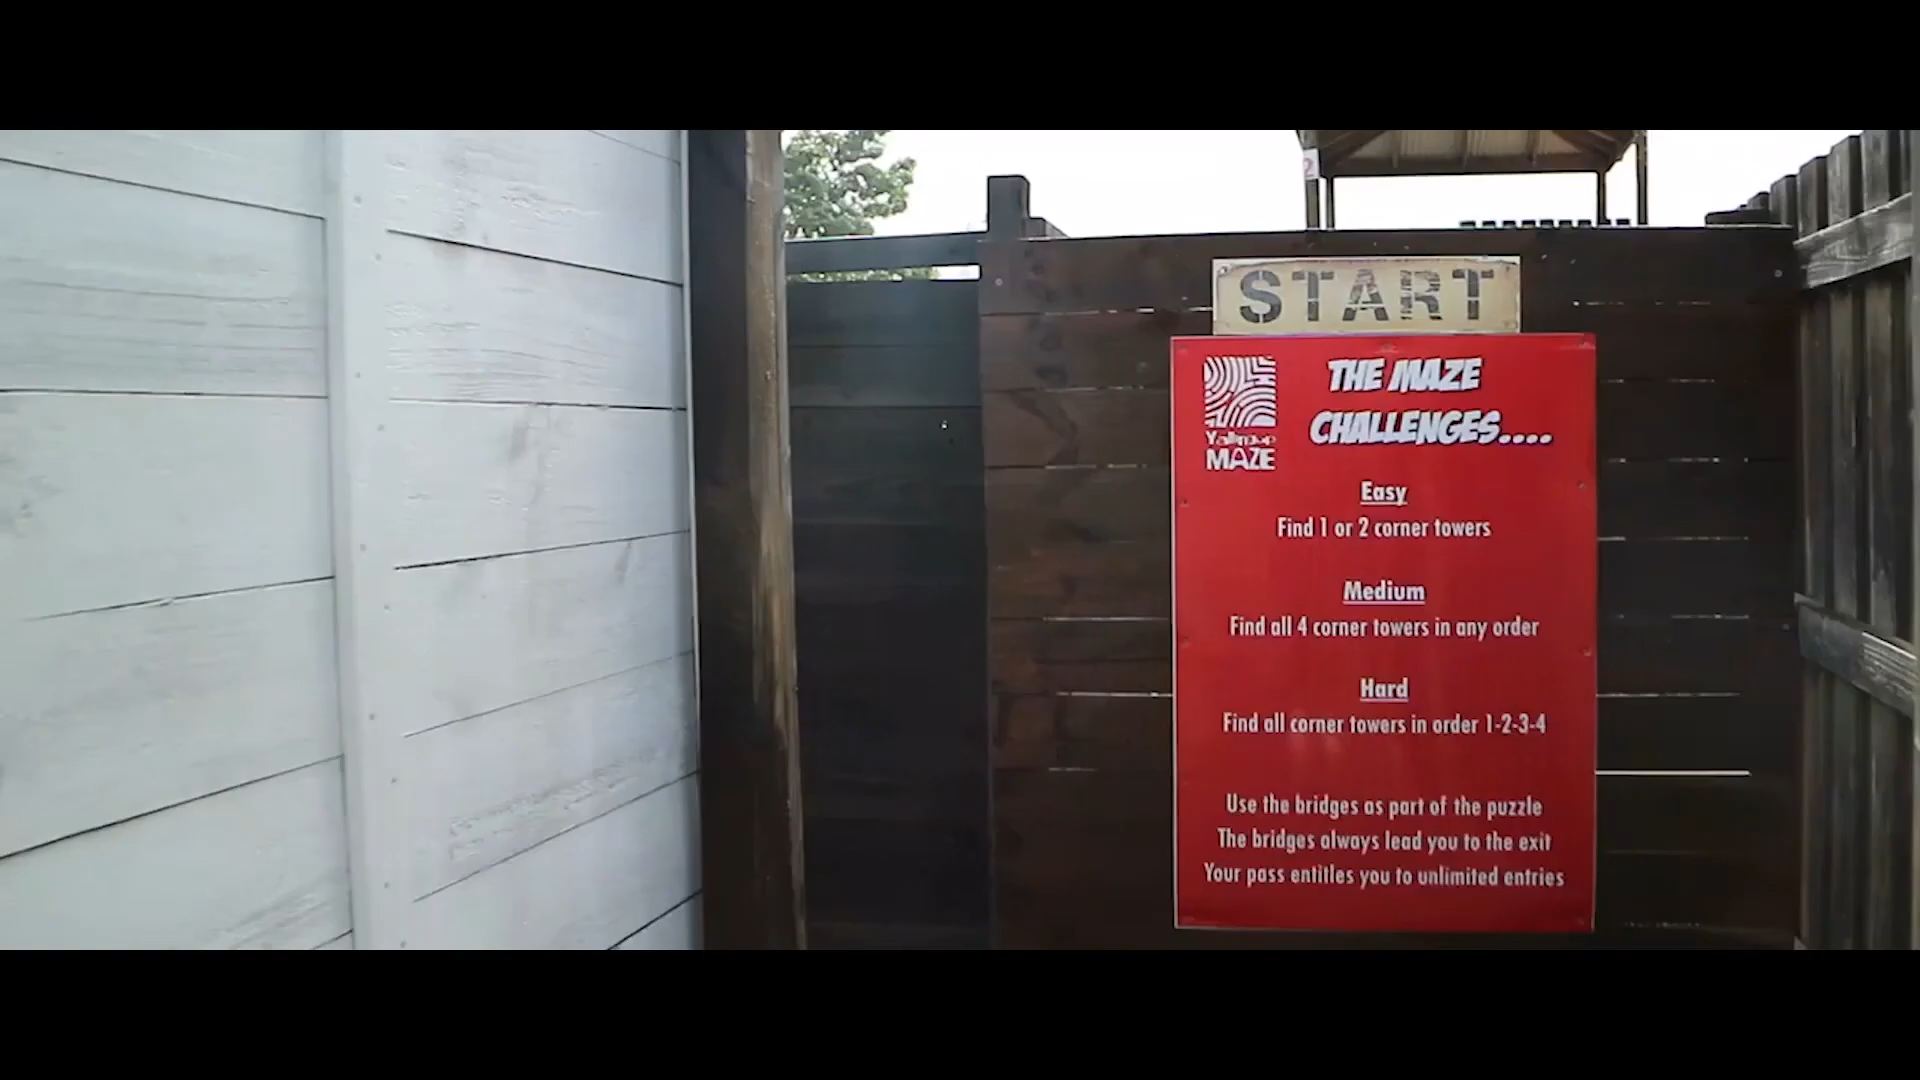 2
START
THE MAZE
CHALLENGES....
Yallingup
MAZE
Easy
Find 1 or 2 corner towers
Medium
Find all 4 corner towers in any order
Hard
Find all corner towers in order 1-2-3-4
Use the bridges as part of the puzzle
The bridges always lead you to the exit
Your pass entitles you to unlimited entries